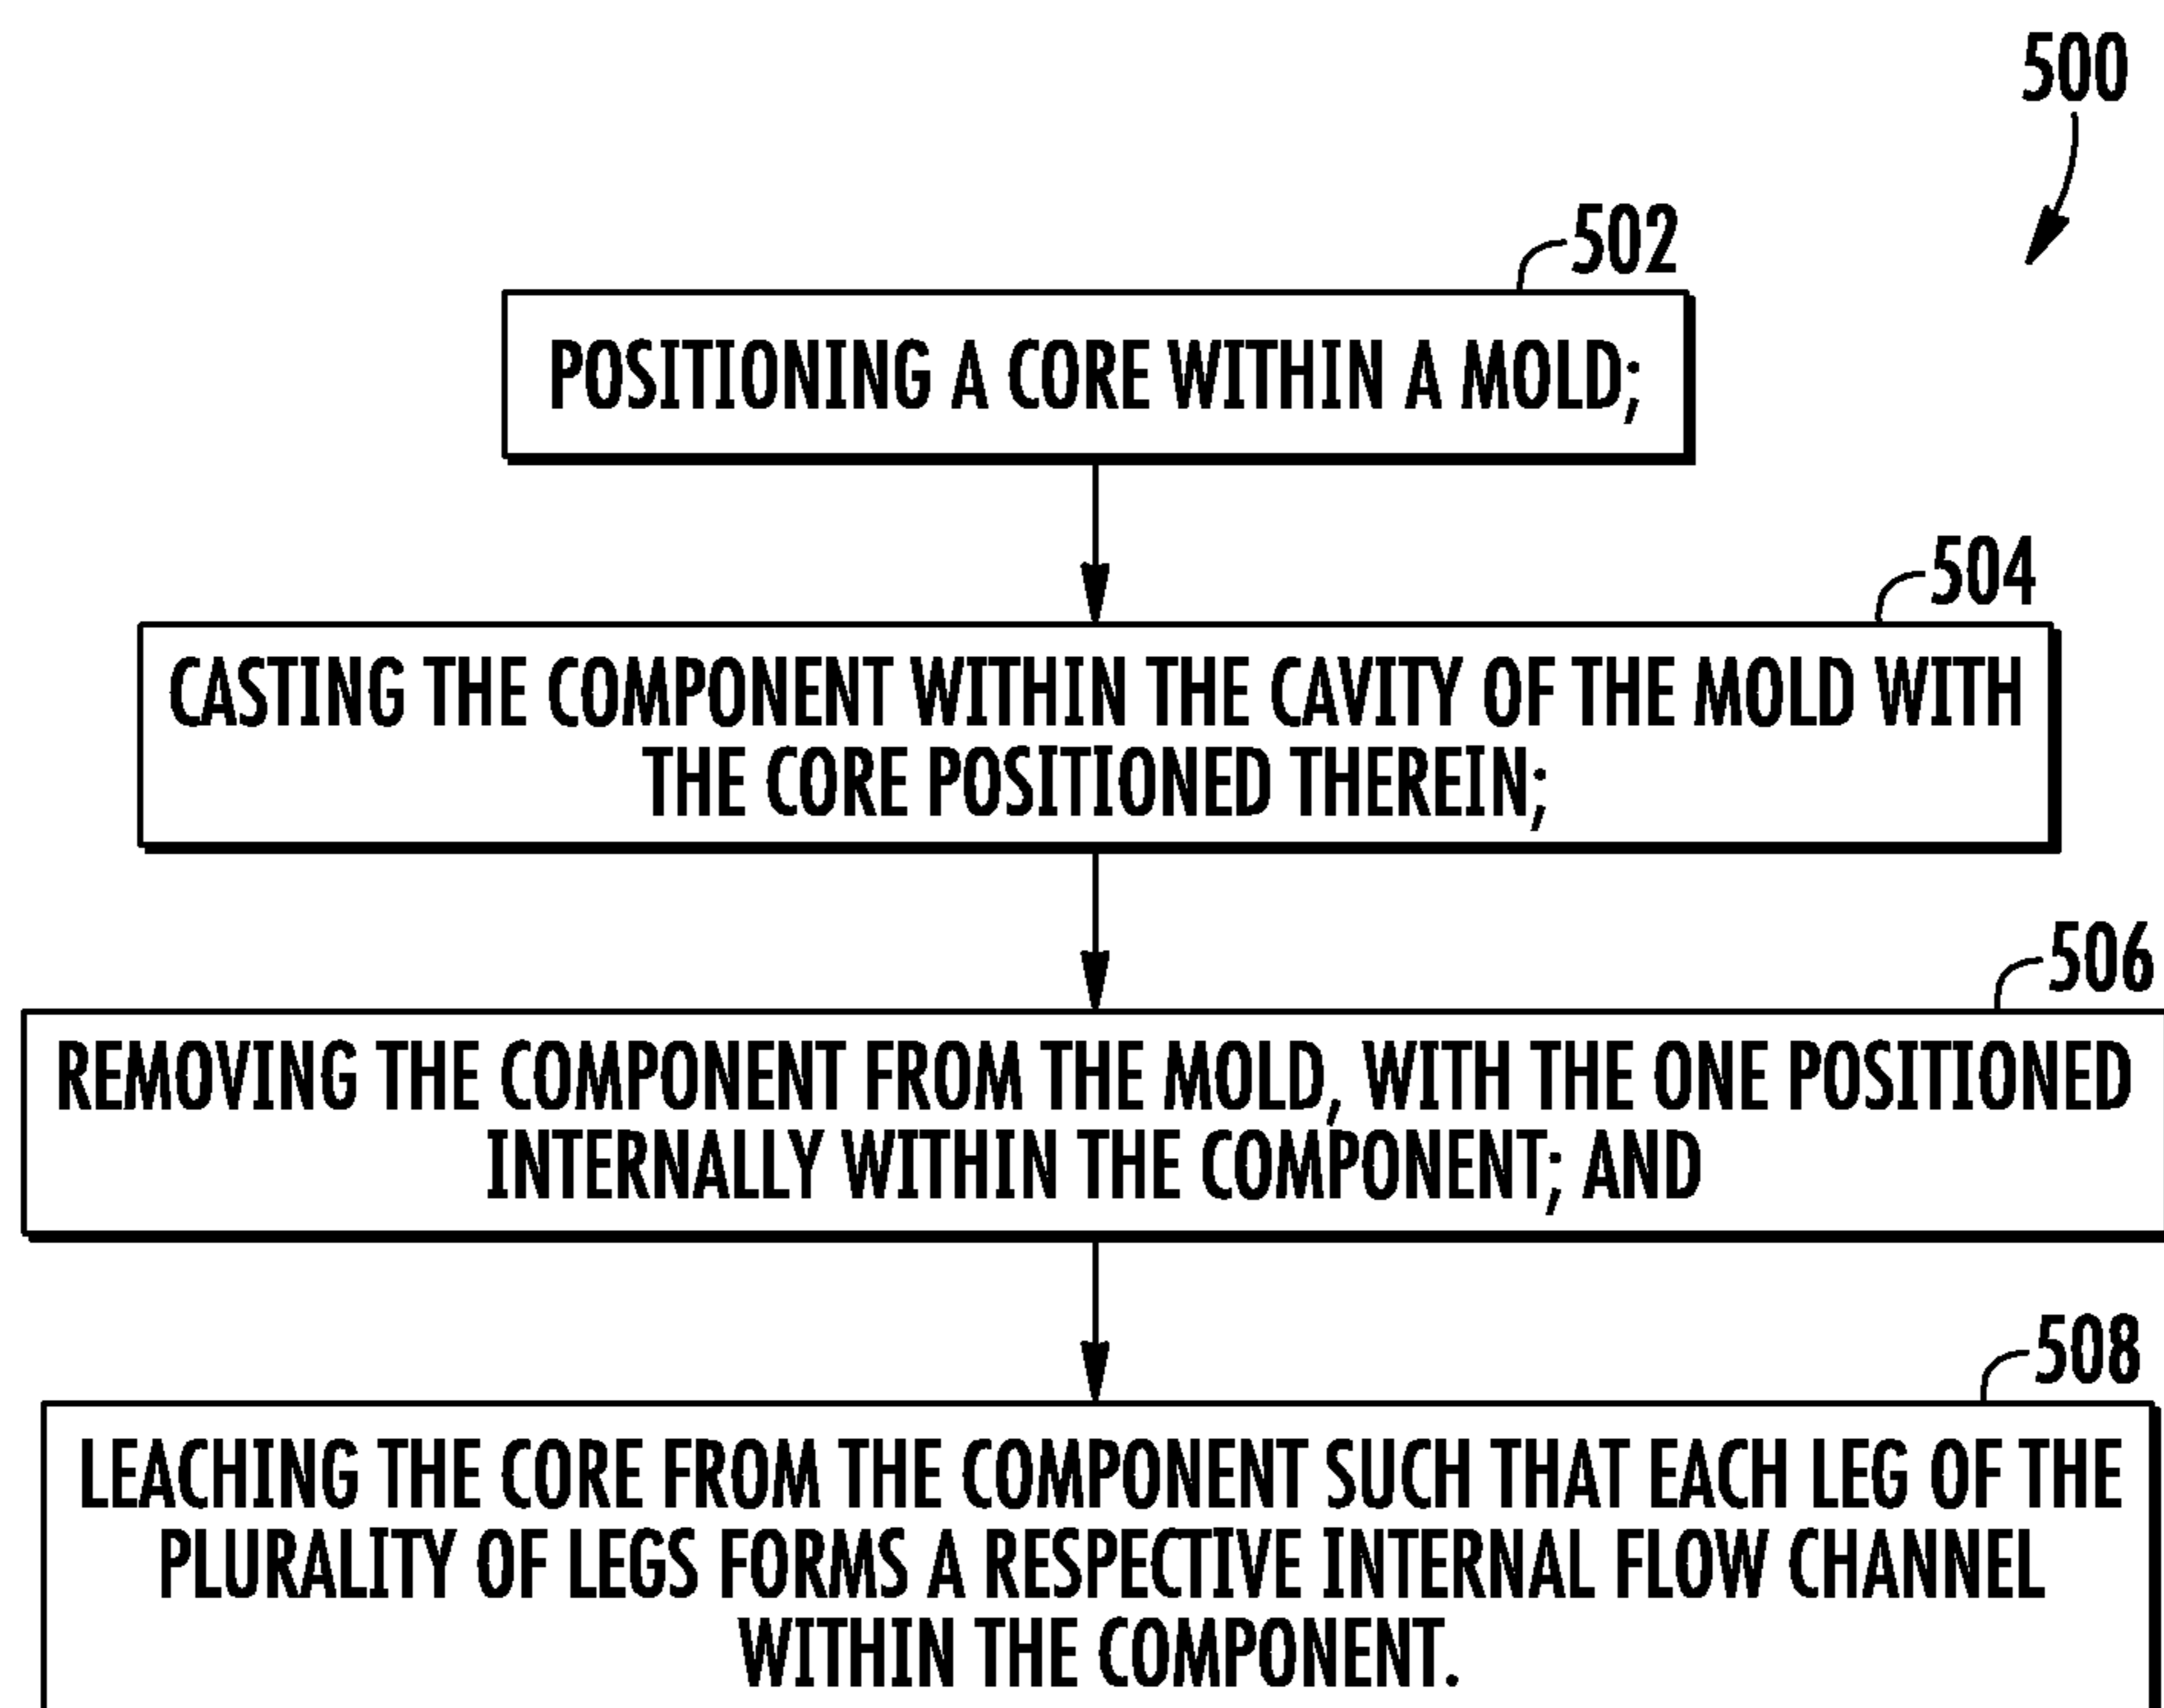 500
502
POSITIONING A CORE WITHIN A MOLD;
504
CASTING THE COMPONENT WITHIN THE CAVITY OF THE MOLD WITH
THE CORE POSITIONED THEREIN;
506
REMOVING THE COMPONENT FROM THE MOLD, WITH THE ONE POSITIONED
INTERNALLY WITHIN THE COMPONENT; AND
508
LEACHING THE CORE FROM THE COMPONENT SUCH THAT EACH LEG OF THE
PLURALITY OF LEGS FORMS A RESPECTIVE INTERNAL FLOW CHANNEL
WITHIN THE COMPONENT.